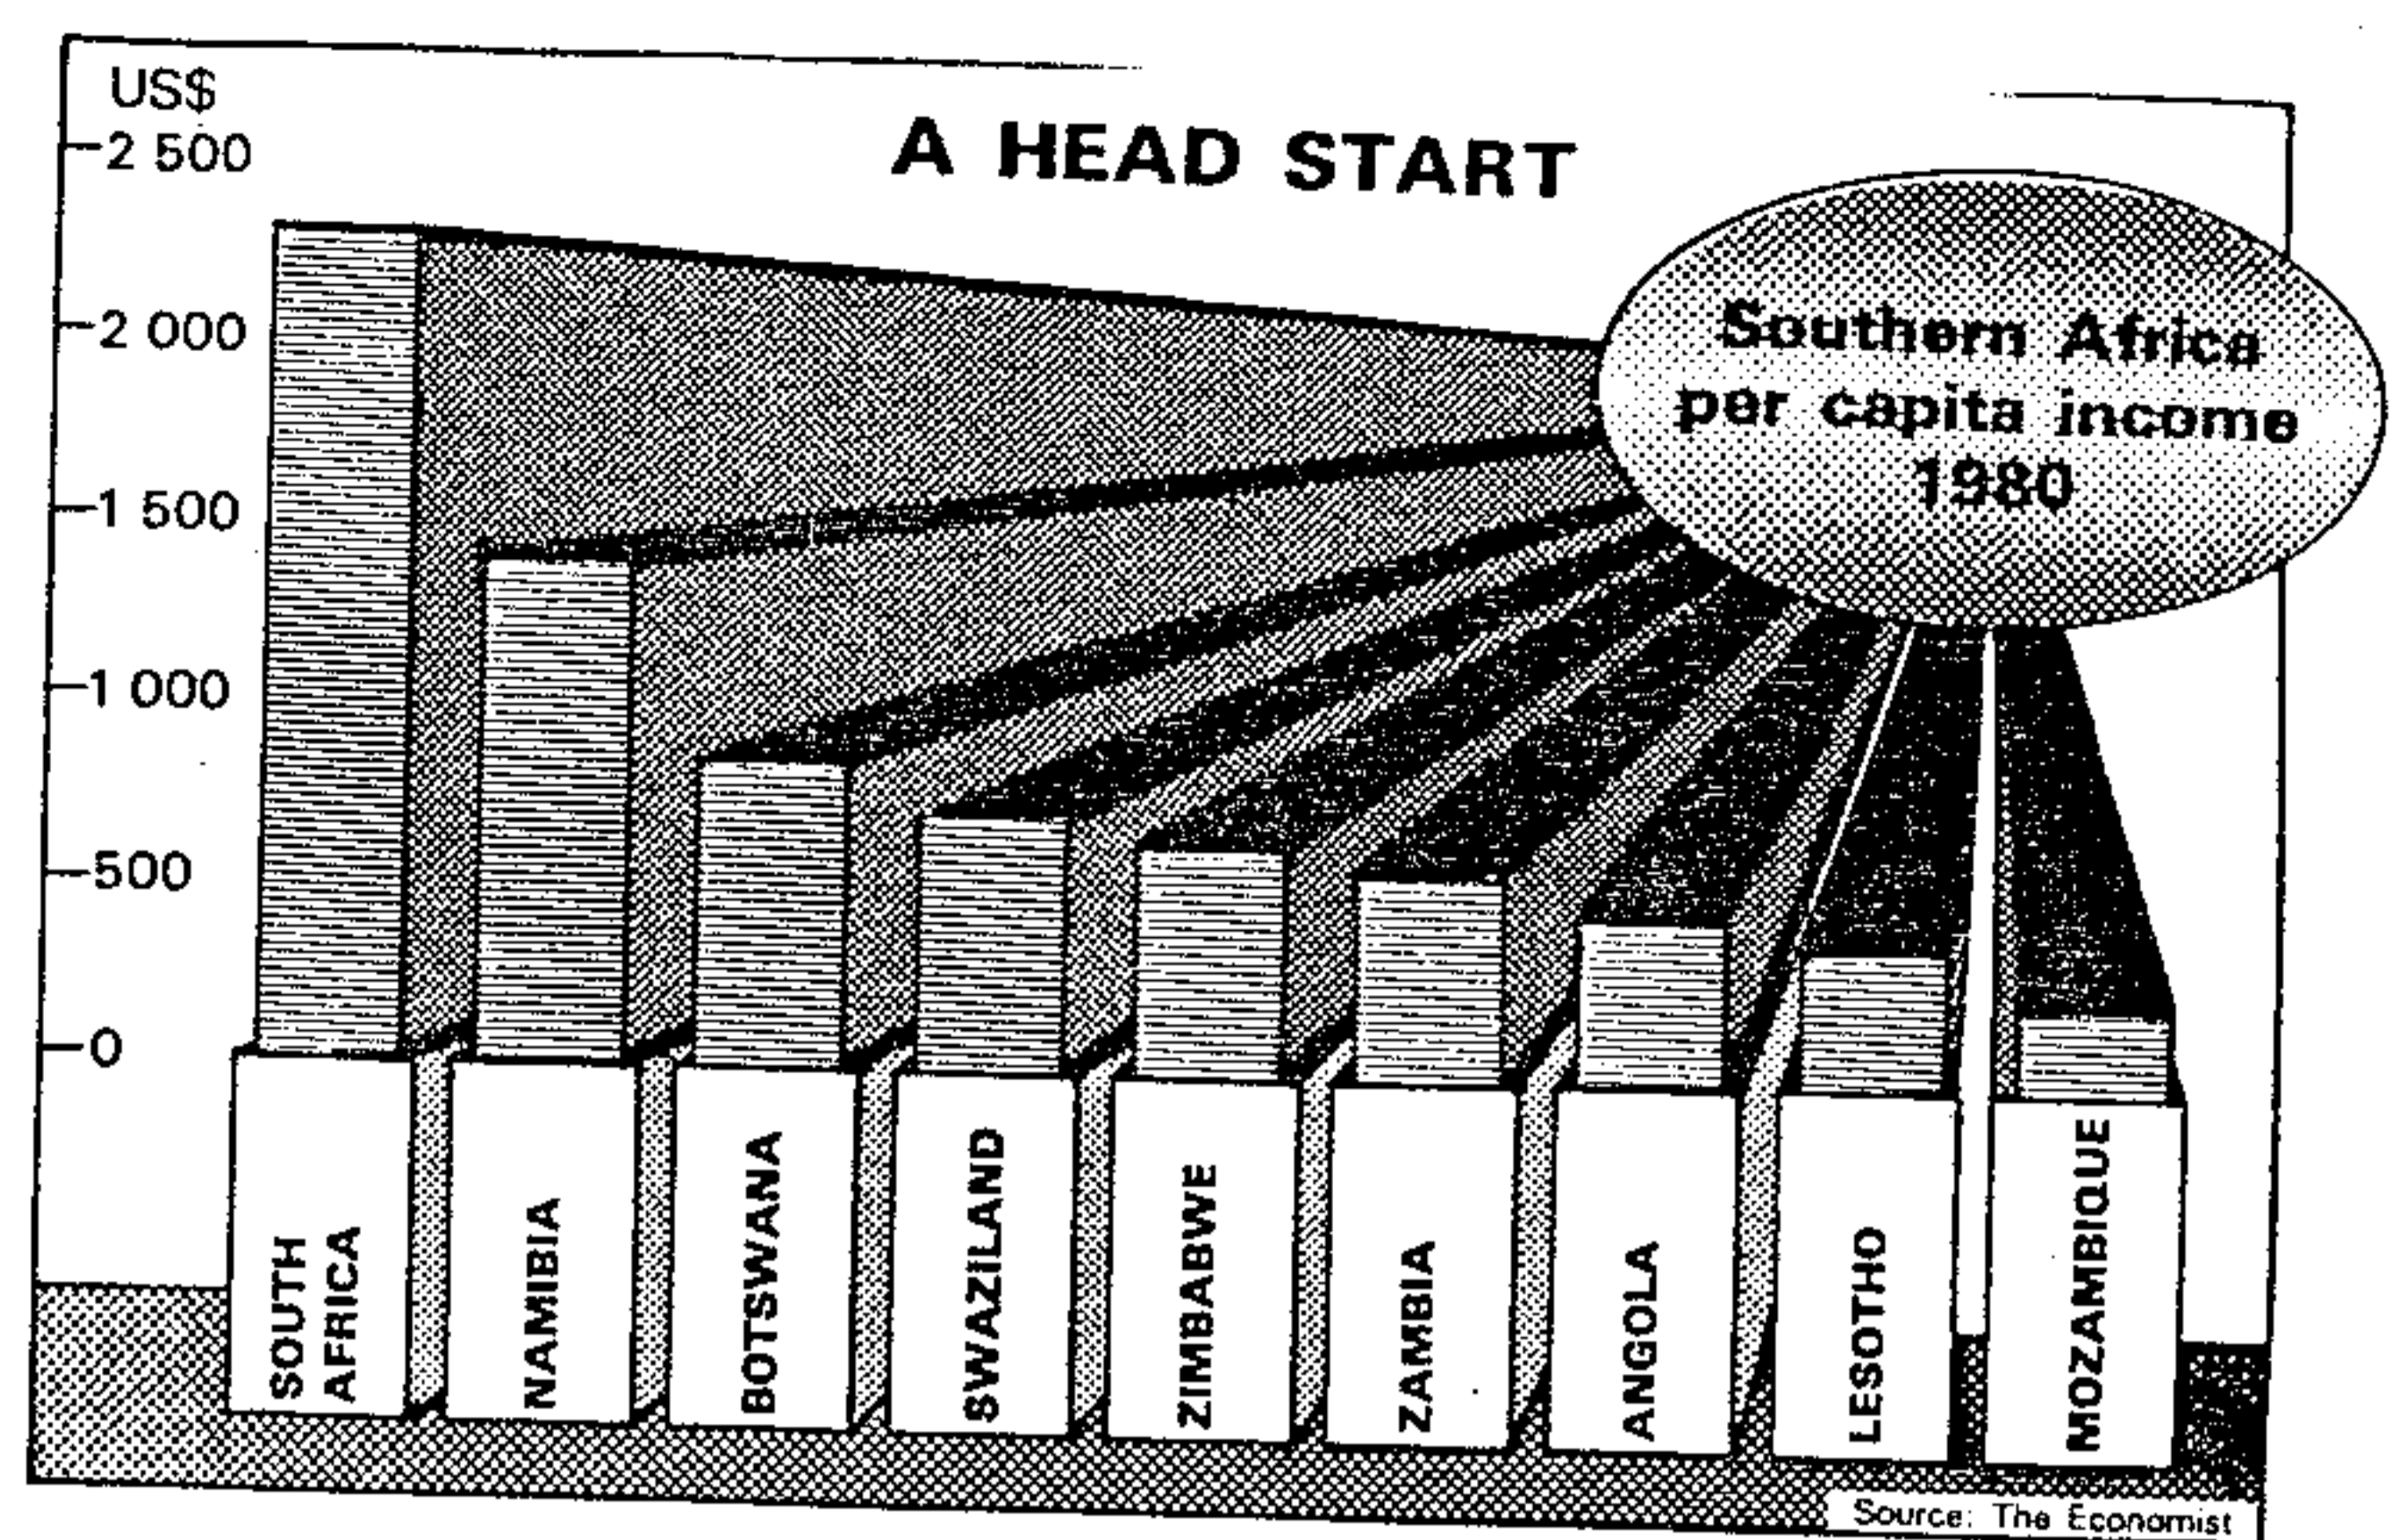 US$
A HEAD START
2 500
2 000
1 500
1 000
500
0
Southern Africa
per capita income
1980
SOUTH
AFRICA
NAMIBIA
BOTSWANA
SWAZILAND
ZIMBABWE
ZAMBIA
ANGOLA
LESOTHO
MOZAMBIQUE
Source: The Economist